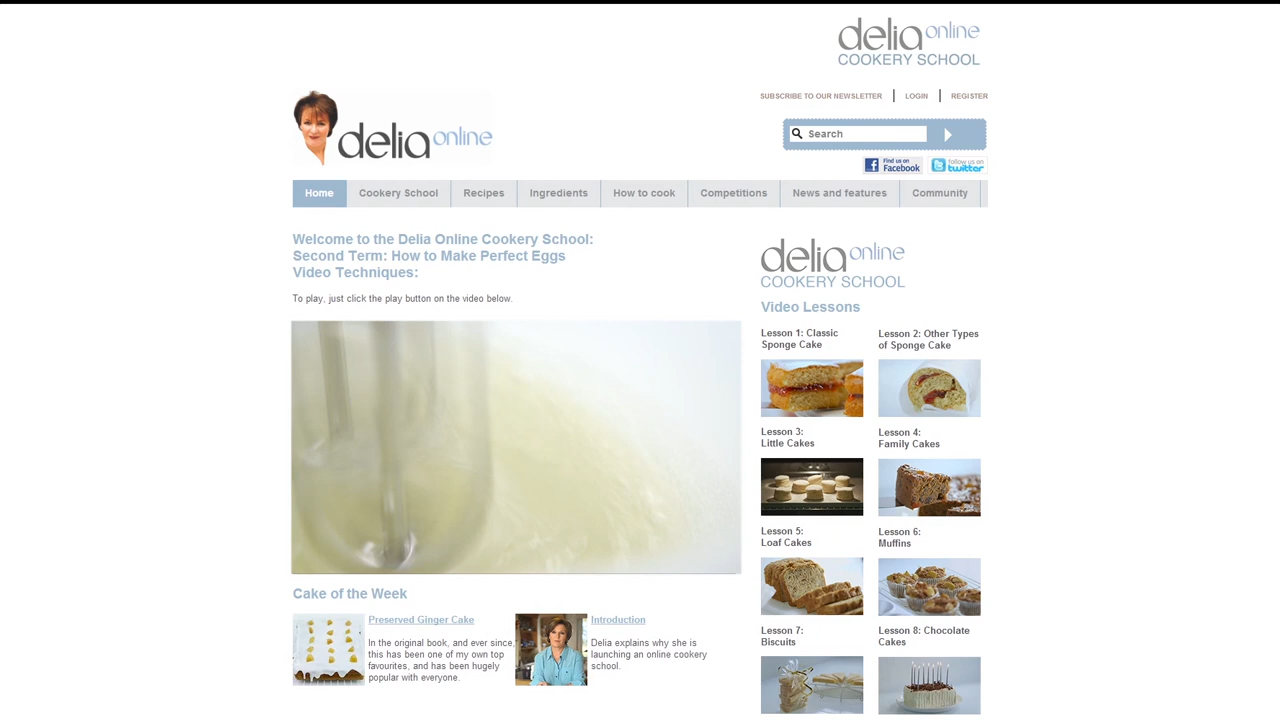 delia online
COOKERY SCHOOL
SUBSCRIBE TO OUR NEWSLETTER
LOGIN
REGISTER
delia online
Search
Find us on
Facebook
follow us on
twitter
Home
Cookery School
Recipes
Ingredients
How to cook
Competitions
News and features
Community
Welcome to the Delia Online Cookery School:
Second Term: How to Make Perfect Eggs
Video Techniques:
To play, just click the play button on the video below.
Cake of the Week
Preserved Ginger Cake
In the original book, and ever since,
this has been one of my own top
favourites, and has been hugely
popular with everyone.
Introduction
Delia explains why she is
launching an online cookery
school.
delia online
COOKERY SCHOOL
Video Lessons
Lesson 1: Classic
Sponge Cake
Lesson 2: Other Types
of Sponge Cake
Lesson 3:
Little Cakes
Lesson 4:
Family Cakes
Lesson 5:
Loaf Cakes
Lesson 6:
Muffins
Lesson 7:
Biscuits
Lesson 8: Chocolate
Cakes